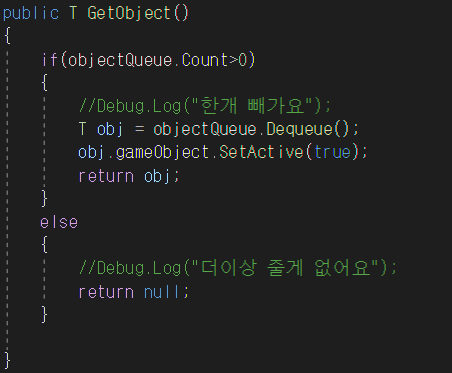 public T GetObject()
{
if(objectQueue.Count>0)
{
//Debug.Log("한개 빼가요");
T obj = objectQueue.Dequeue();
obj.gameObject.SetActive(true);
return obj;
}
else
{
//Debug.Log("더이상 줄게 없어요");
return null;
}
}